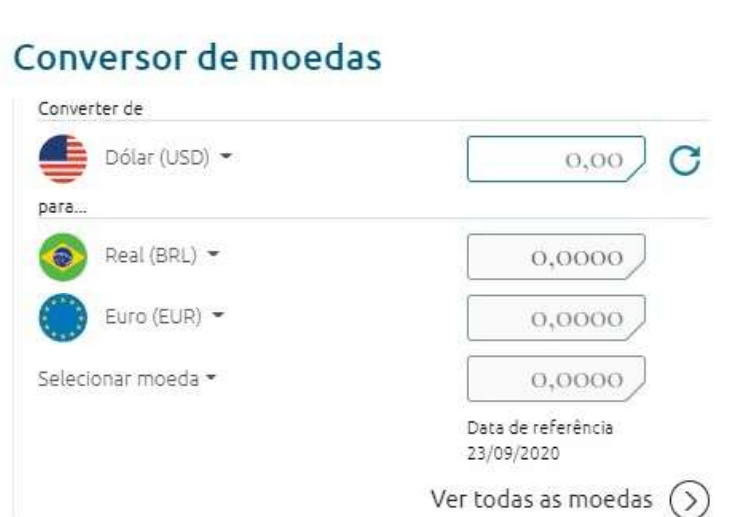 Conversor de moedas
Converter de
Dólar (USD) 0,00
para...
Real (BRL) 0,0000
Euro (EUR) 0,0000
Selecionar moeda 0,0000
Data de referência
23/09/2020
Ver todas as moedas